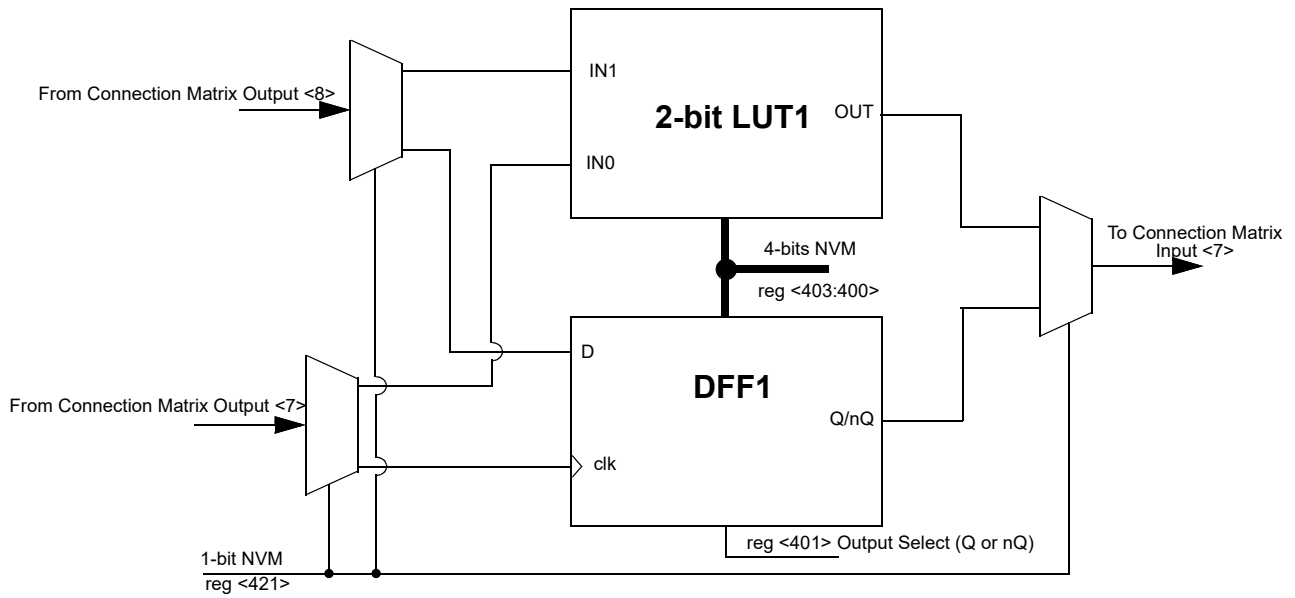 From Connection Matrix Output <8>
IN1
2-bit LUT1
OUT
IN0
To Connection Matrix
Input <7>
4-bits NVM
reg <403:400>
D
DFF1
From Connection Matrix Output <7>
Q/nQ
clk
reg <401> Output Select (Q or nQ)
1-bit NVM
reg <421>